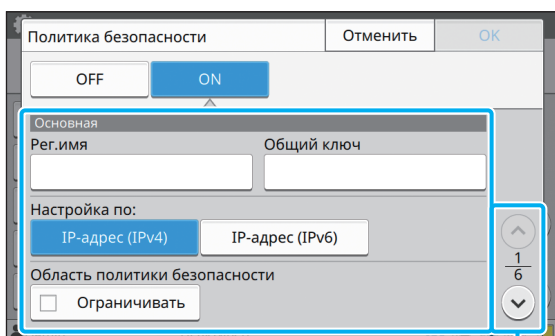 Политика безопасности Отменить OK
OFF ON
Основная
Рег.имя Общий ключ
Настройка по:
IP-адрес (IPv4) IP-адрес (IPv6)
1
6
Область политики безопасности
Ограничивать